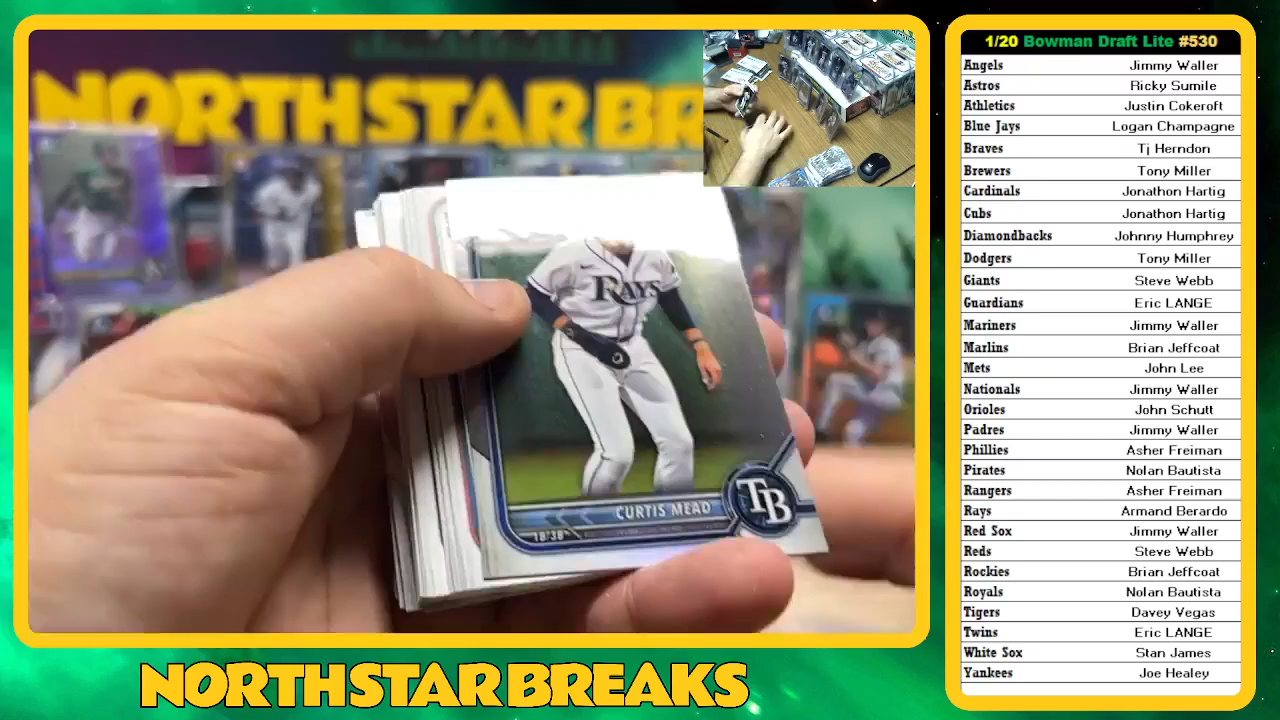 NORTHSTAR BR
RAYS
CURTIS MEAD
TB
NORTHSTAR BREAKS
1/20 Bowman Draft Lite #530
Angels Jimmy Waller
Astros Ricky Sumile
Athletics Justin Cokeroft
Blue Jays Logan Champagne
Braves Tj Herndon
Brewers Tony Miller
Cardinals Jonathon Hartig
Cubs Jonathon Hartig
Diamondbacks Johnny Humphrey
Dodgers Tony Miller
Giants Steve Webb
Guardians Eric LANGE
Mariners Jimmy Waller
Marlins Brian Jeffcoat
Mets John Lee
Nationals Jimmy Waller
Orioles John Schutt
Padres Jimmy Waller
Phillies Asher Freiman
Pirates Nolan Bautista
Rangers Asher Freiman
Rays Armand Berardo
Red Sox Jimmy Waller
Reds Steve Webb
Rockies Brian Jeffcoat
Royals Nolan Bautista
Tigers Davey Vegas
Twins Eric LANGE
White Sox Stan James
Yankees Joe Healey